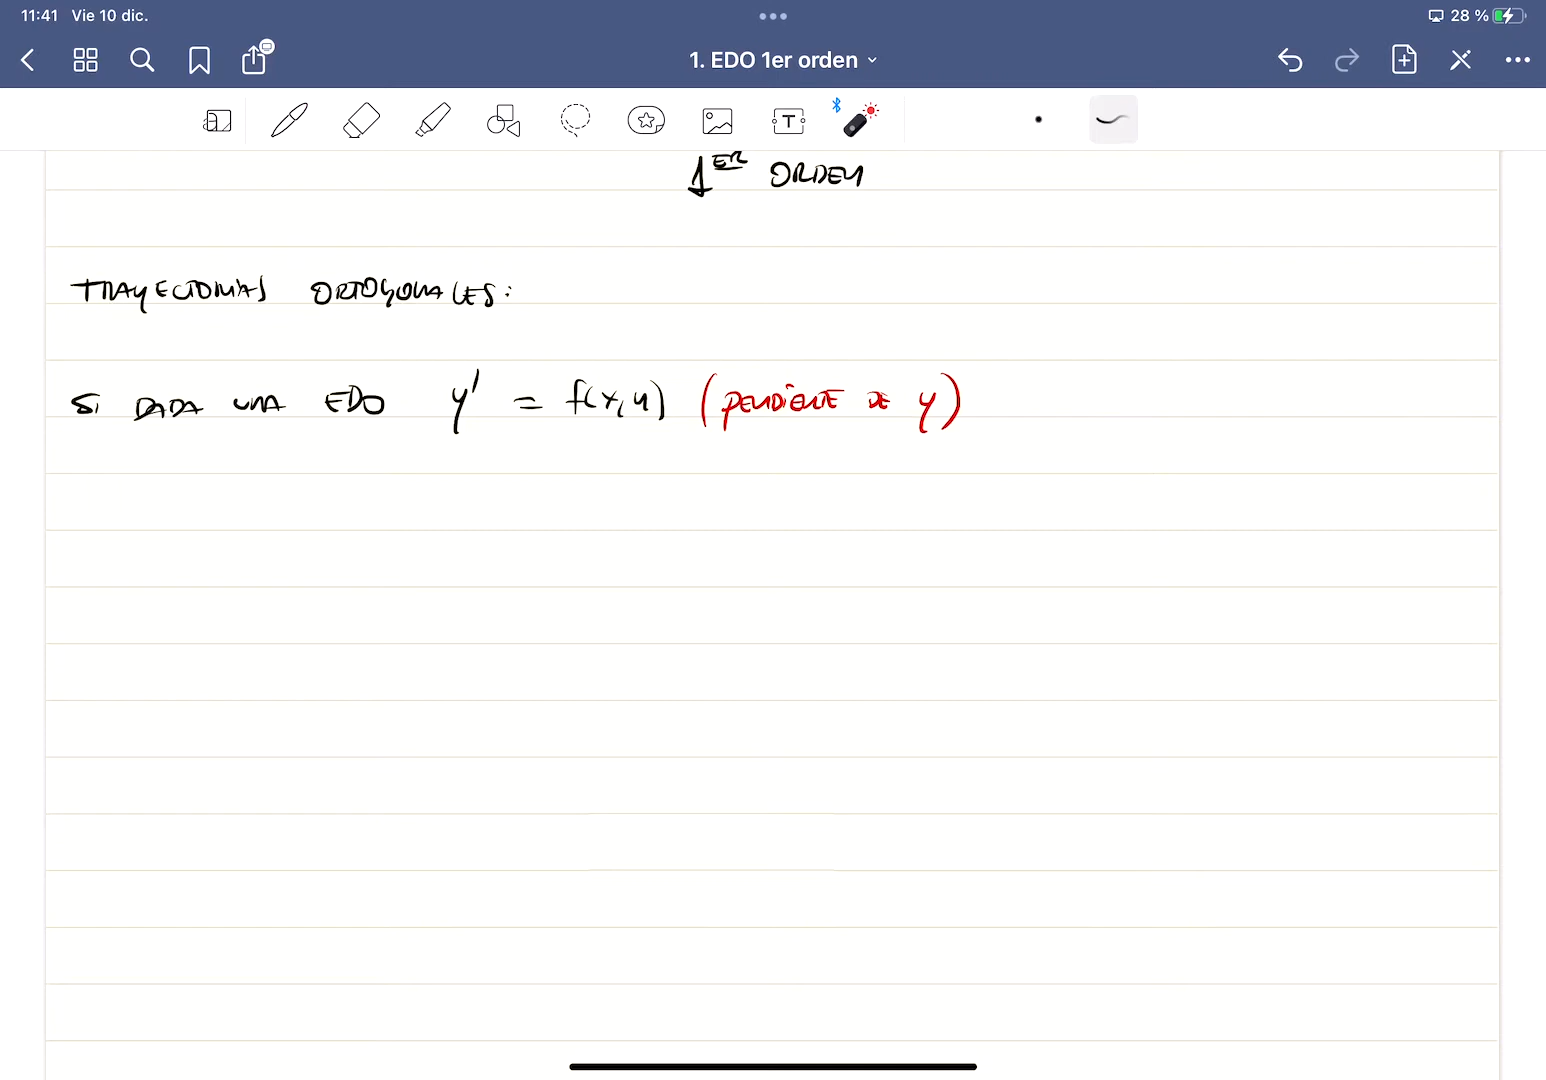 11:41 Vie 10 dic.
28 %
1. EDO 1er orden
1ER ORDEN
TRAYECTORIAS ORTOGONALES:
SI DADA UNA EDO y' = f(x,y) (PENDIENTE DE y)